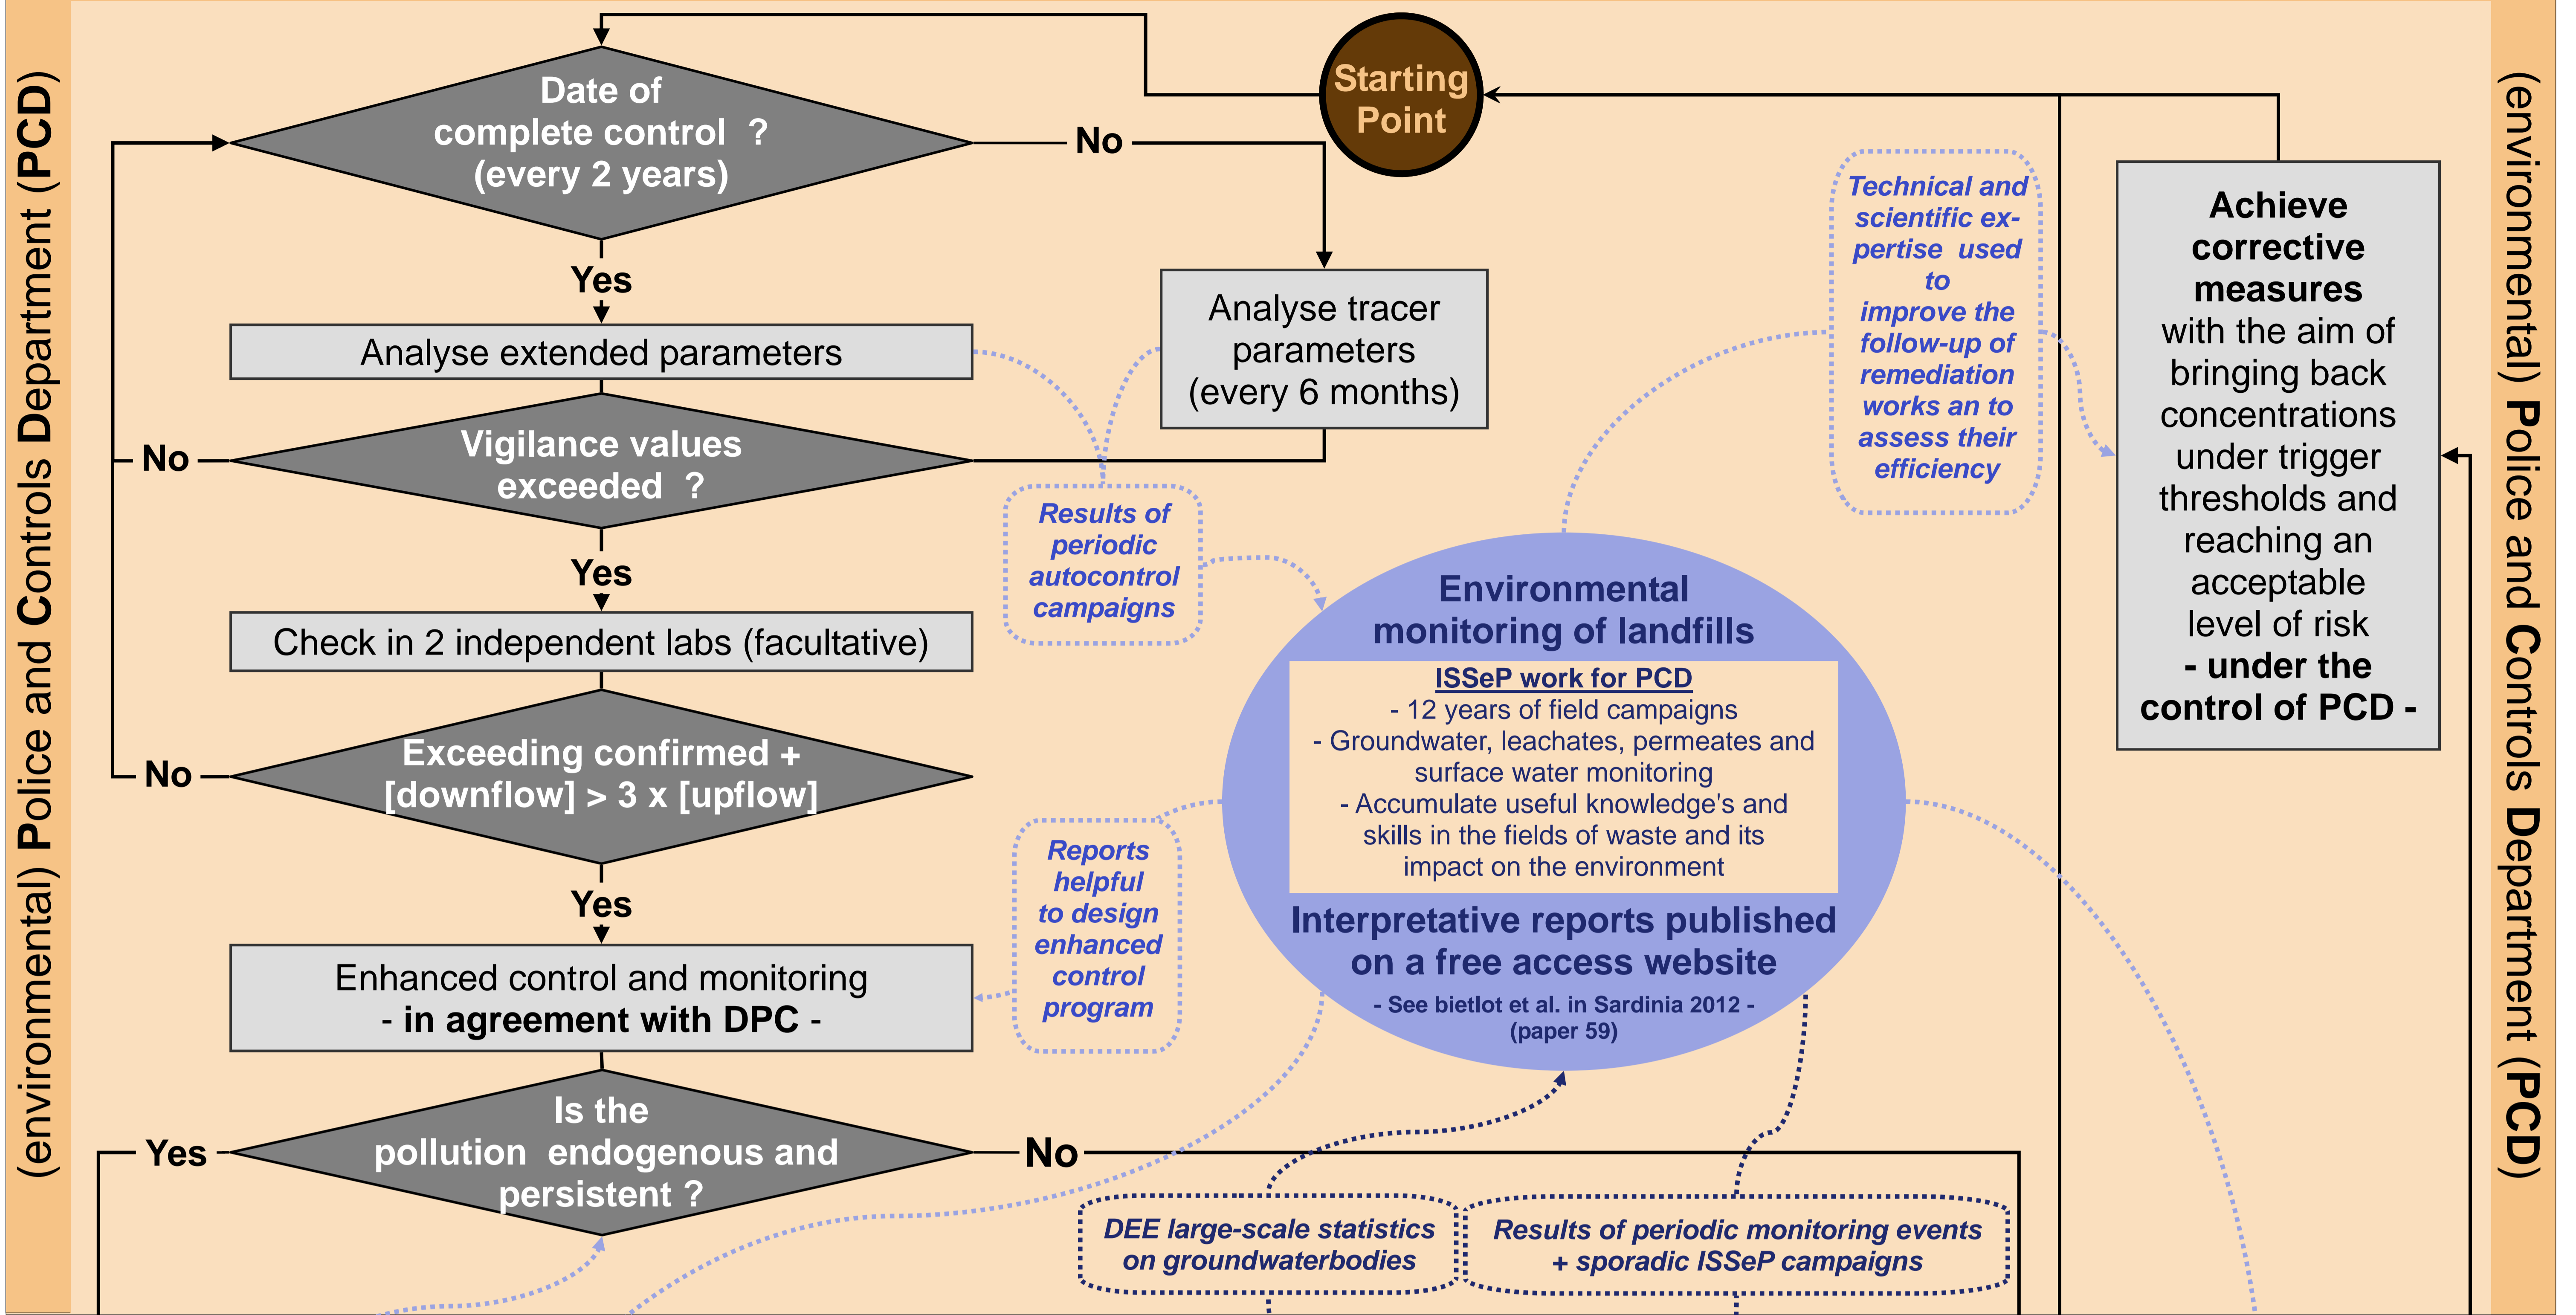 (environmental) Police and Controls Department (PCD)
Starting
Point
Date of
complete control ?
(every 2 years)
No
Yes
Analyse extended parameters
Analyse tracer
parameters
(every 6 months)
Vigilance values
exceeded ?
No
Yes
Results of
periodic
autocontrol
campaigns
Check in 2 independent labs (facultative)
Exceeding confirmed +
[downflow] > 3 x [upflow]
No
Yes
Reports
helpful
to design
enhanced
control
program
Enhanced control and monitoring
- in agreement with DPC -
Is the
pollution endogenous and
persistent ?
Yes
No
Environmental
monitoring of landfills
ISSeP work for PCD
- 12 years of field campaigns
- Groundwater, leachates, permeates and
surface water monitoring
- Accumulate useful knowledge's and
skills in the fields of waste and its
impact on the environment
Interpretative reports published
on a free access website
- See bietlot et al. in Sardinia 2012 -
(paper 59)
DEE large-scale statistics
on groundwaterbodies
Results of periodic monitoring events
+ sporadic ISSeP campaigns
Technical and
scientific ex-
pertise used
to
improve the
follow-up of
remediation
works an to
assess their
efficiency
Achieve
corrective
measures
with the aim of
bringing back
concentrations
under trigger
thresholds and
reaching an
acceptable
level of risk
- under the
control of PCD -
(environmental) Police and Controls Department (PCD)